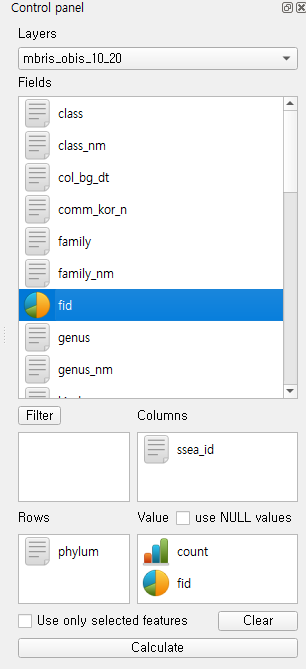 Control panel
Layers
mbris_obis_10_20
Fields
class
class_nm
col_bg_dt
comm_kor_n
family
family_nm
fid
genus
genus_nm
Filter
Columns
ssea_id
Rows
Value use NULL values
phylum
count
fid
Use only selected features
Clear
Calculate